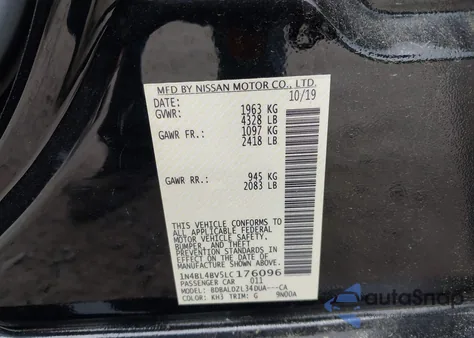 MFD BY NISSAN MOTOR CO., LTD.
DATE: 10/19
GVWR: 1963 KG
4328 LB
GAWR FR.: 1097 KG
2418 LB
GAWR RR.: 945 KG
2083 LB
THIS VEHICLE CONFORMS TO
ALL APPLICABLE FEDERAL
MOTOR VEHICLE SAFETY,
BUMPER, AND THEFT
PREVENTION STANDARDS IN
EFFECT ON THE DATE OF
MANUFACTURE SHOWN ABOVE.
1N4BL4BV5LC176096
PASSENGER CAR 011
MODEL: BDBALDZL34DUA---CA
COLOR: KH3 TRIM: G 9N00A
autoSnap